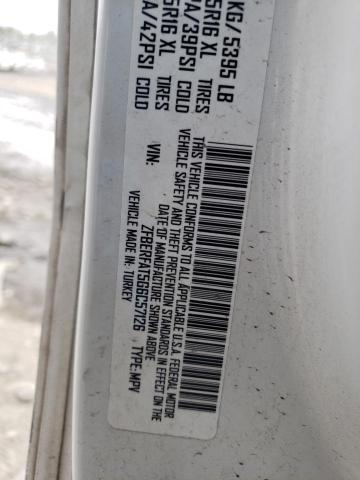 KG/ 5395 LB
5R16 XL TIRES
PA/39PSI COLD
5R16 XL TIRES
A/42PSI COLD
THIS VEHICLE CONFORMS TO ALL APPLICABLE U.S.A. FEDERAL MOTOR
VEHICLE SAFETY AND THEFT PREVENTION STANDARDS IN EFFECT ON THE
DATE OF MANUFACTURE SHOWN ABOVE
VIN: ZFBERFAT5G6C57126 TYPE:MPV
VEHICLE MADE IN: TURKEY